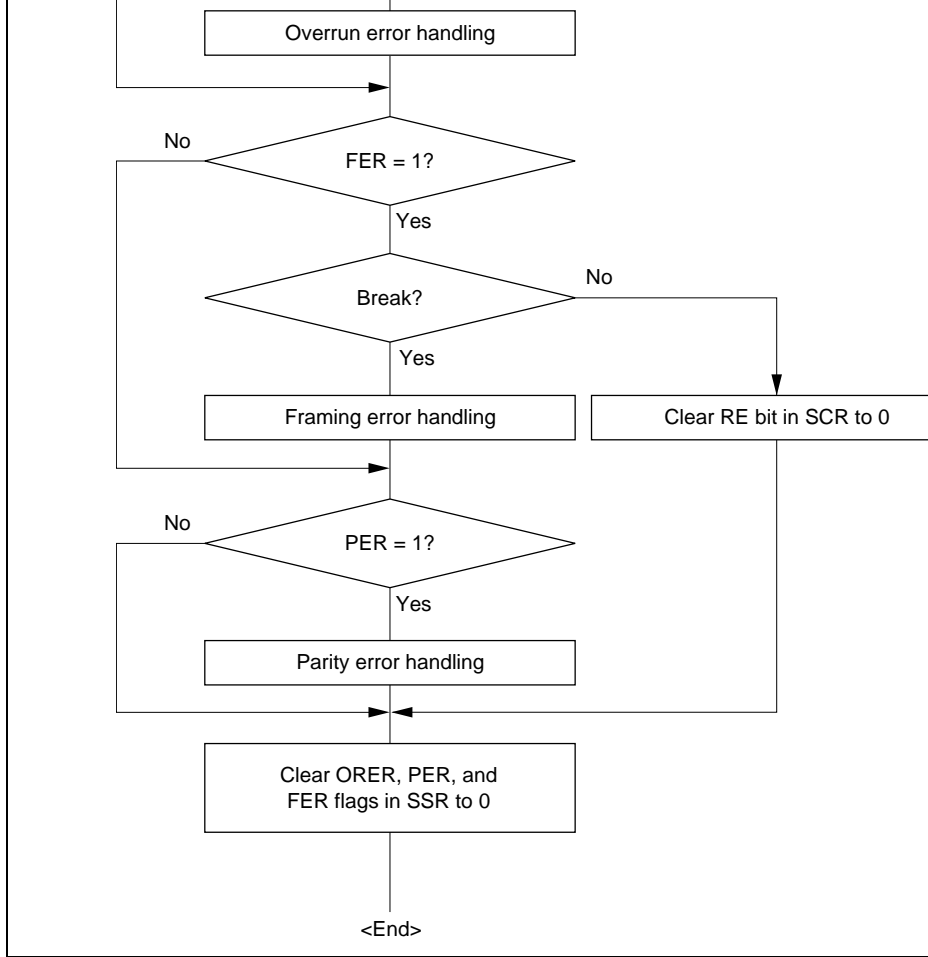 Overrun error handling
No
FER = 1?
Yes
No
Break?
Yes
Framing error handling
Clear RE bit in SCR to 0
No
PER = 1?
Yes
Parity error handling
Clear ORER, PER, and
FER flags in SSR to 0
<End>